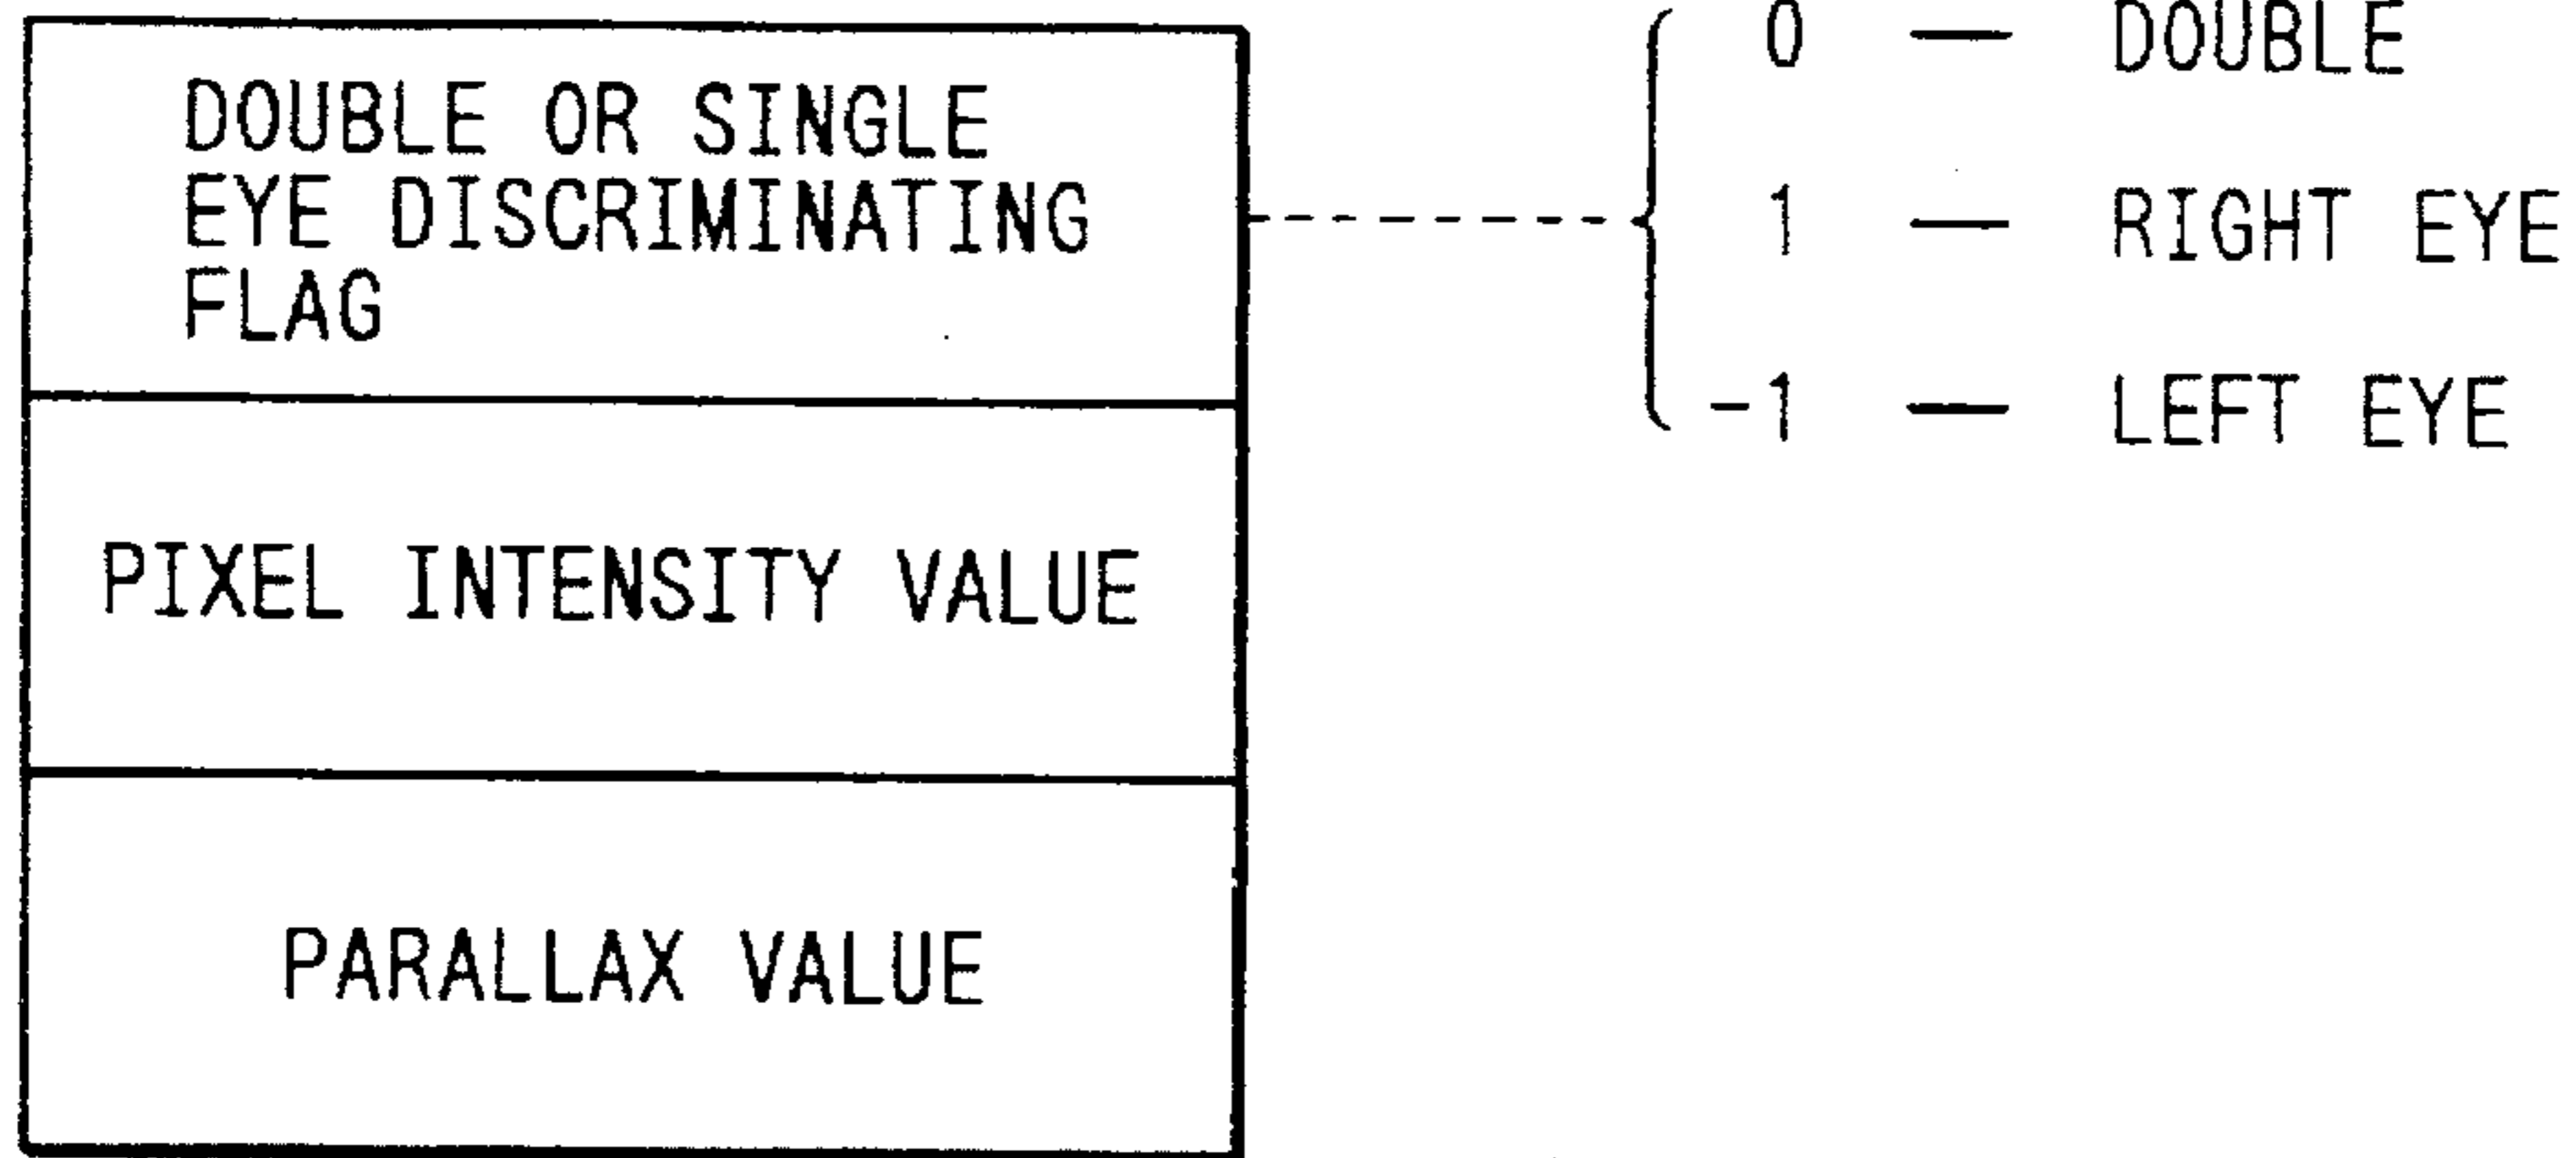 DOUBLE OR SINGLE
EYE DISCRIMINATING
FLAG
0 — DOUBLE
1 — RIGHT EYE
-1 — LEFT EYE
PIXEL INTENSITY VALUE
PARALLAX VALUE